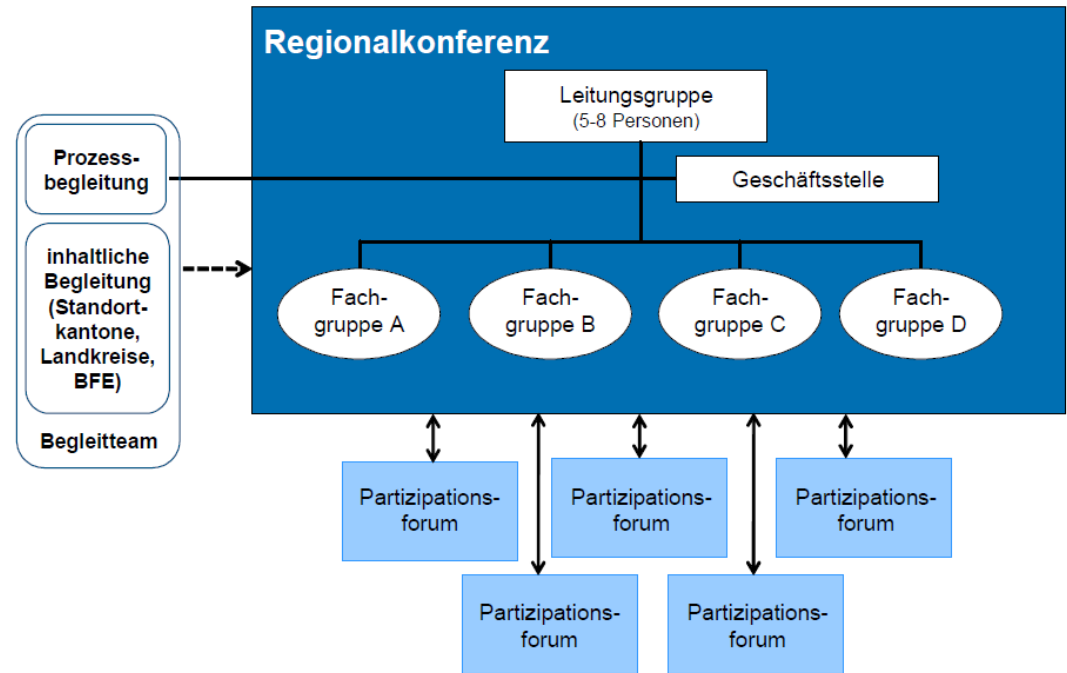 Regionalkonferenz
Leitungsgruppe
(5-8 Personen)
Geschäftsstelle
Prozess-
begleitung
inhaltliche
Begleitung
(Standort-
kantone,
Landkreise,
BFE)
Begleitteam
Fach-
gruppe A
Fach-
gruppe B
Fach-
gruppe C
Fach-
gruppe D
Partizipations-
forum
Partizipations-
forum
Partizipations-
forum
Partizipations-
forum
Partizipations-
forum